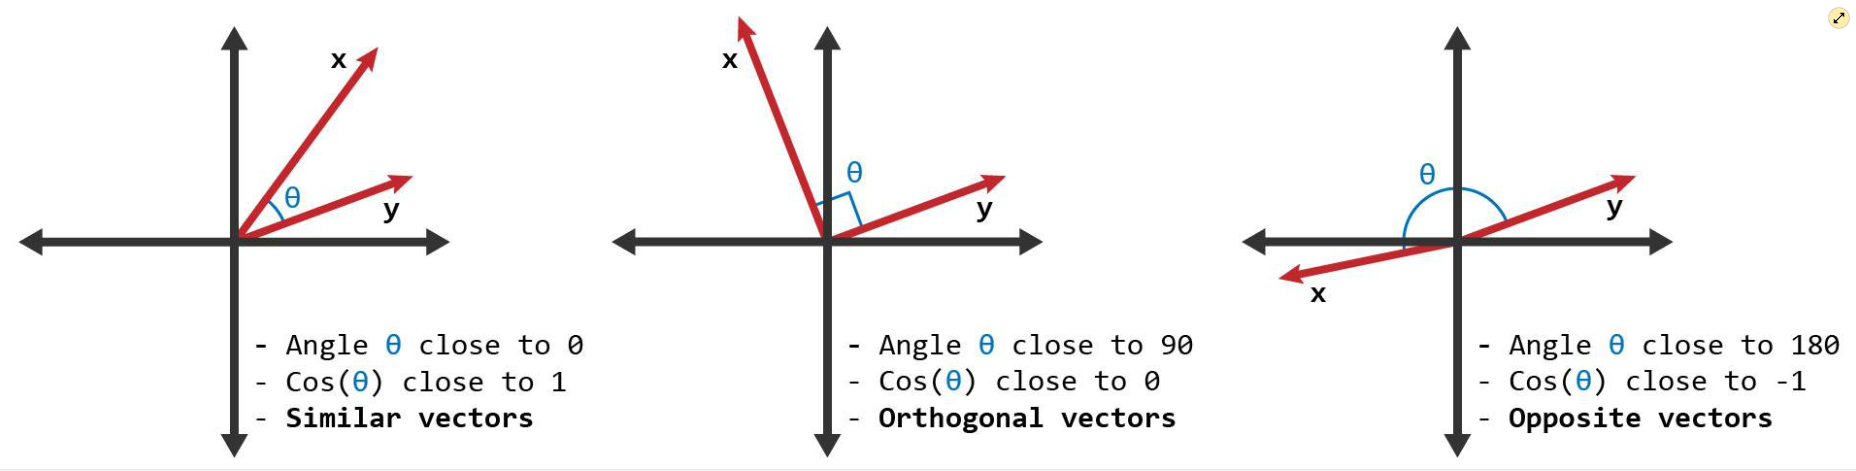 x
θ
y
- Angle θ close to 0
- Cos(θ) close to 1
- Similar vectors
x
θ
y
- Angle θ close to 90
- Cos(θ) close to 0
- Orthogonal vectors
θ
y
x
- Angle θ close to 180
- Cos(θ) close to -1
- Opposite vectors